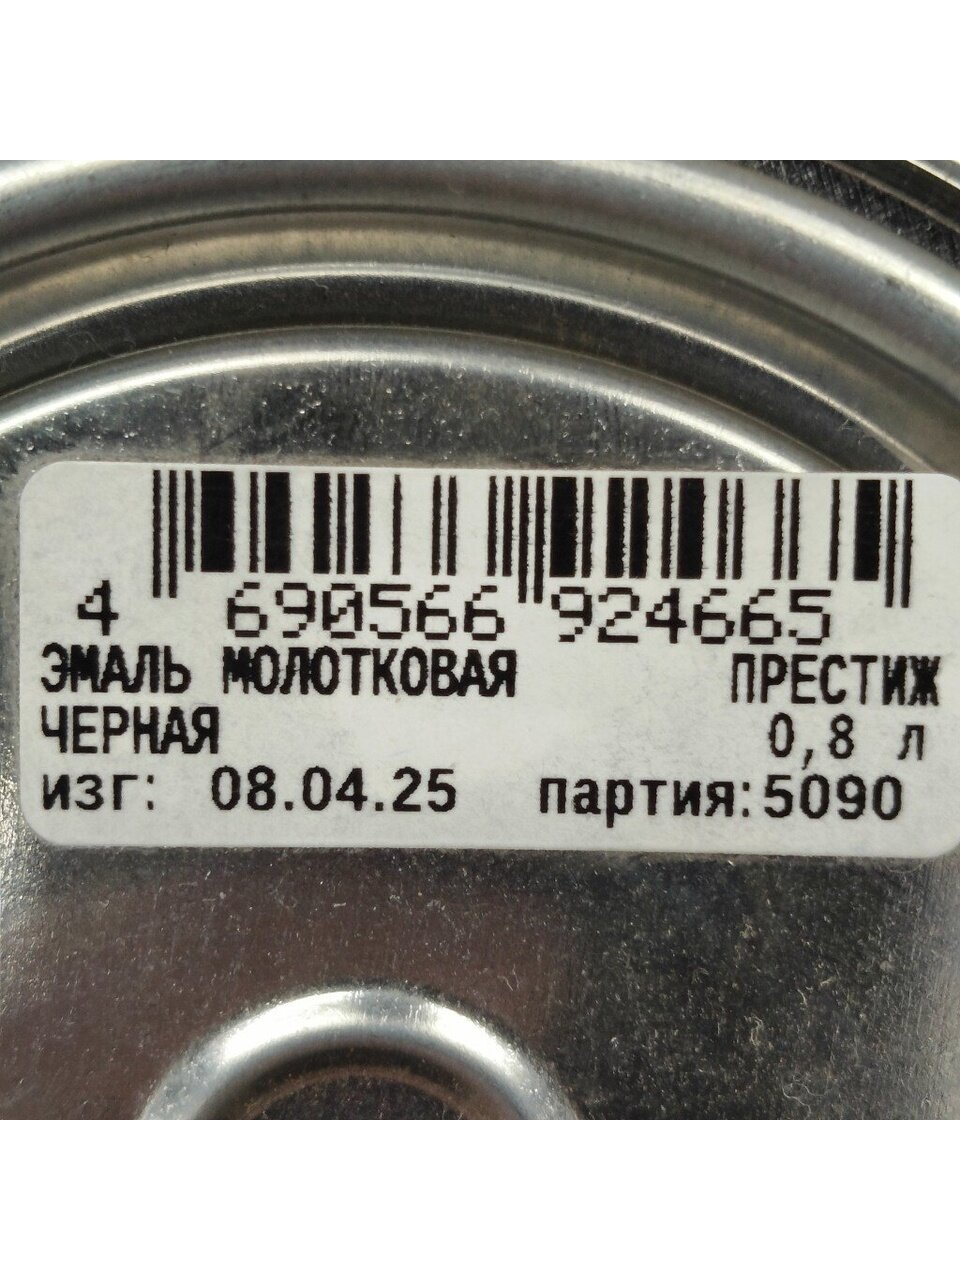 4 690566 924665
ЭМАЛЬ МОЛОТКОВАЯ ПРЕСТИЖ
ЧЕРНАЯ 0,8 л
изг: 08.04.25 партия:5090